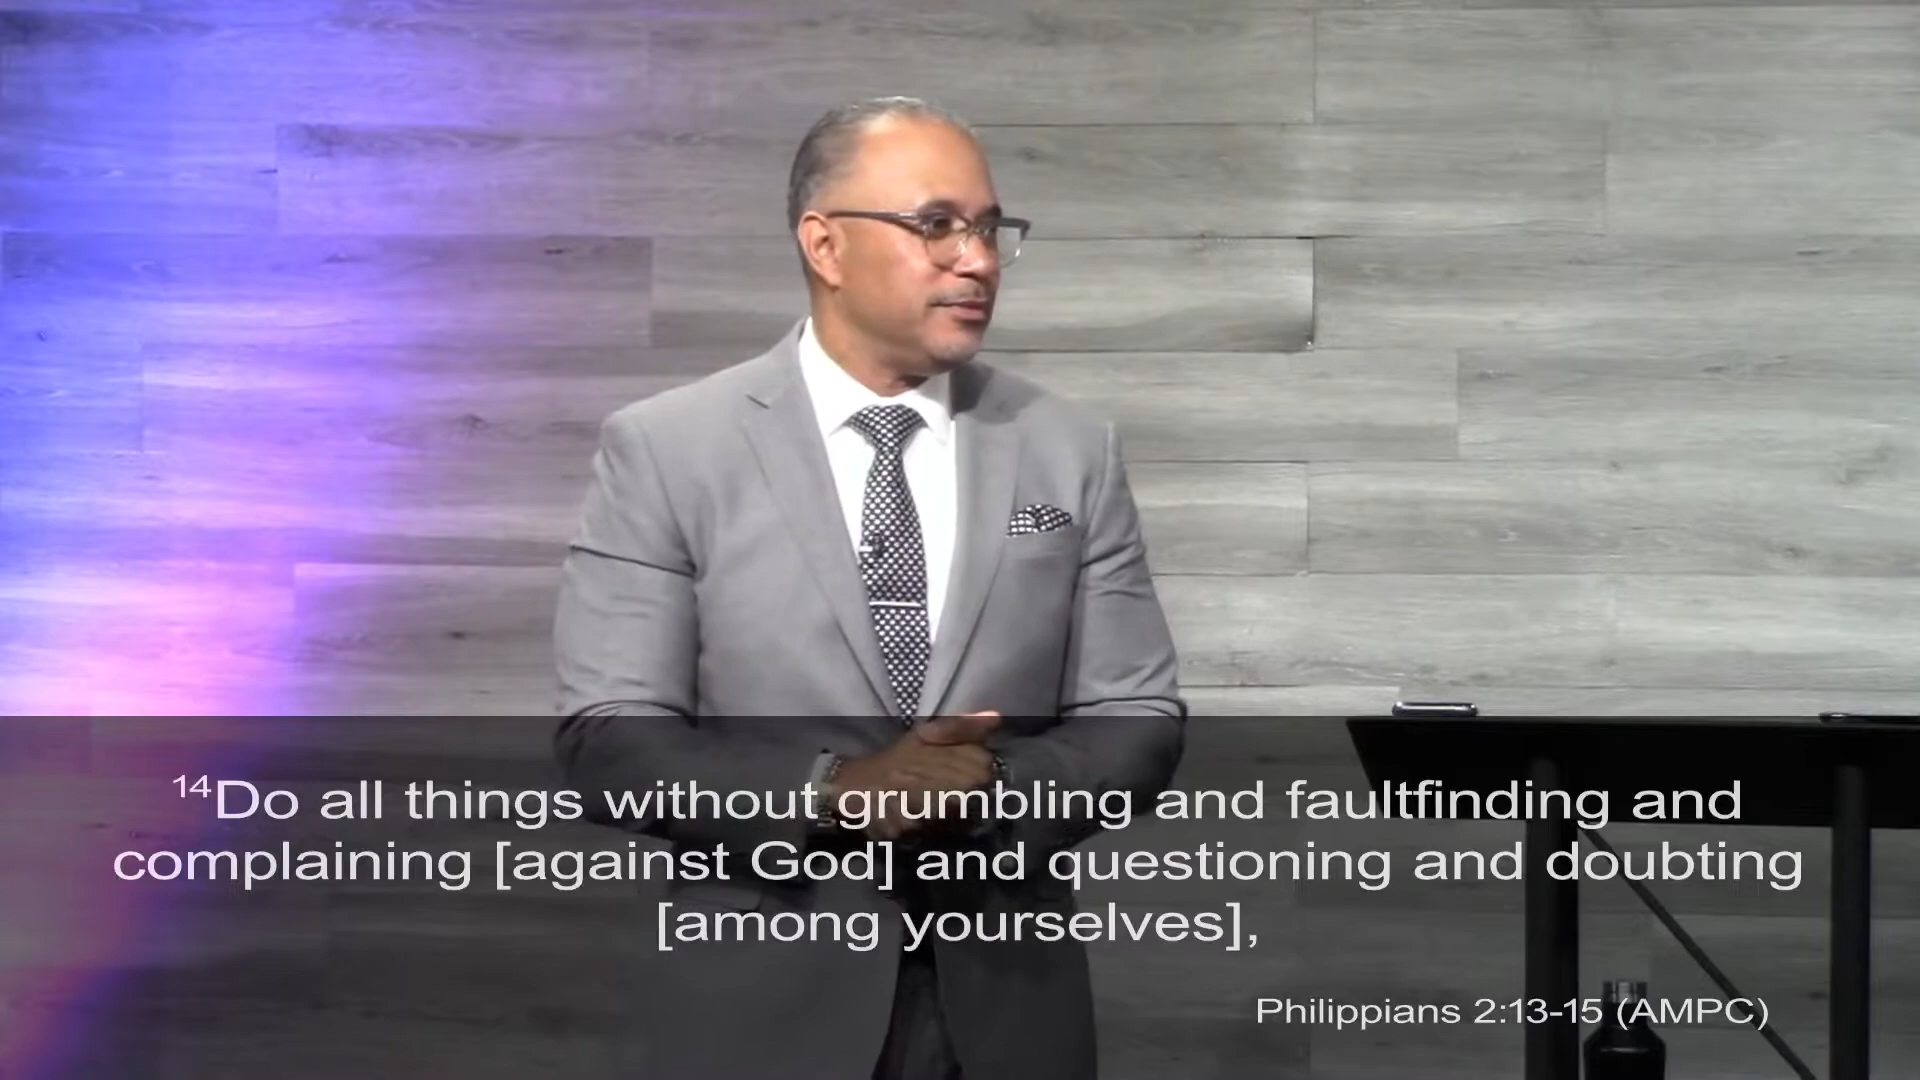 ¹⁴Do all things without grumbling and faultfinding and
complaining [against God] and questioning and doubting
[among yourselves],
Philippians 2:13-15 (AMPC)